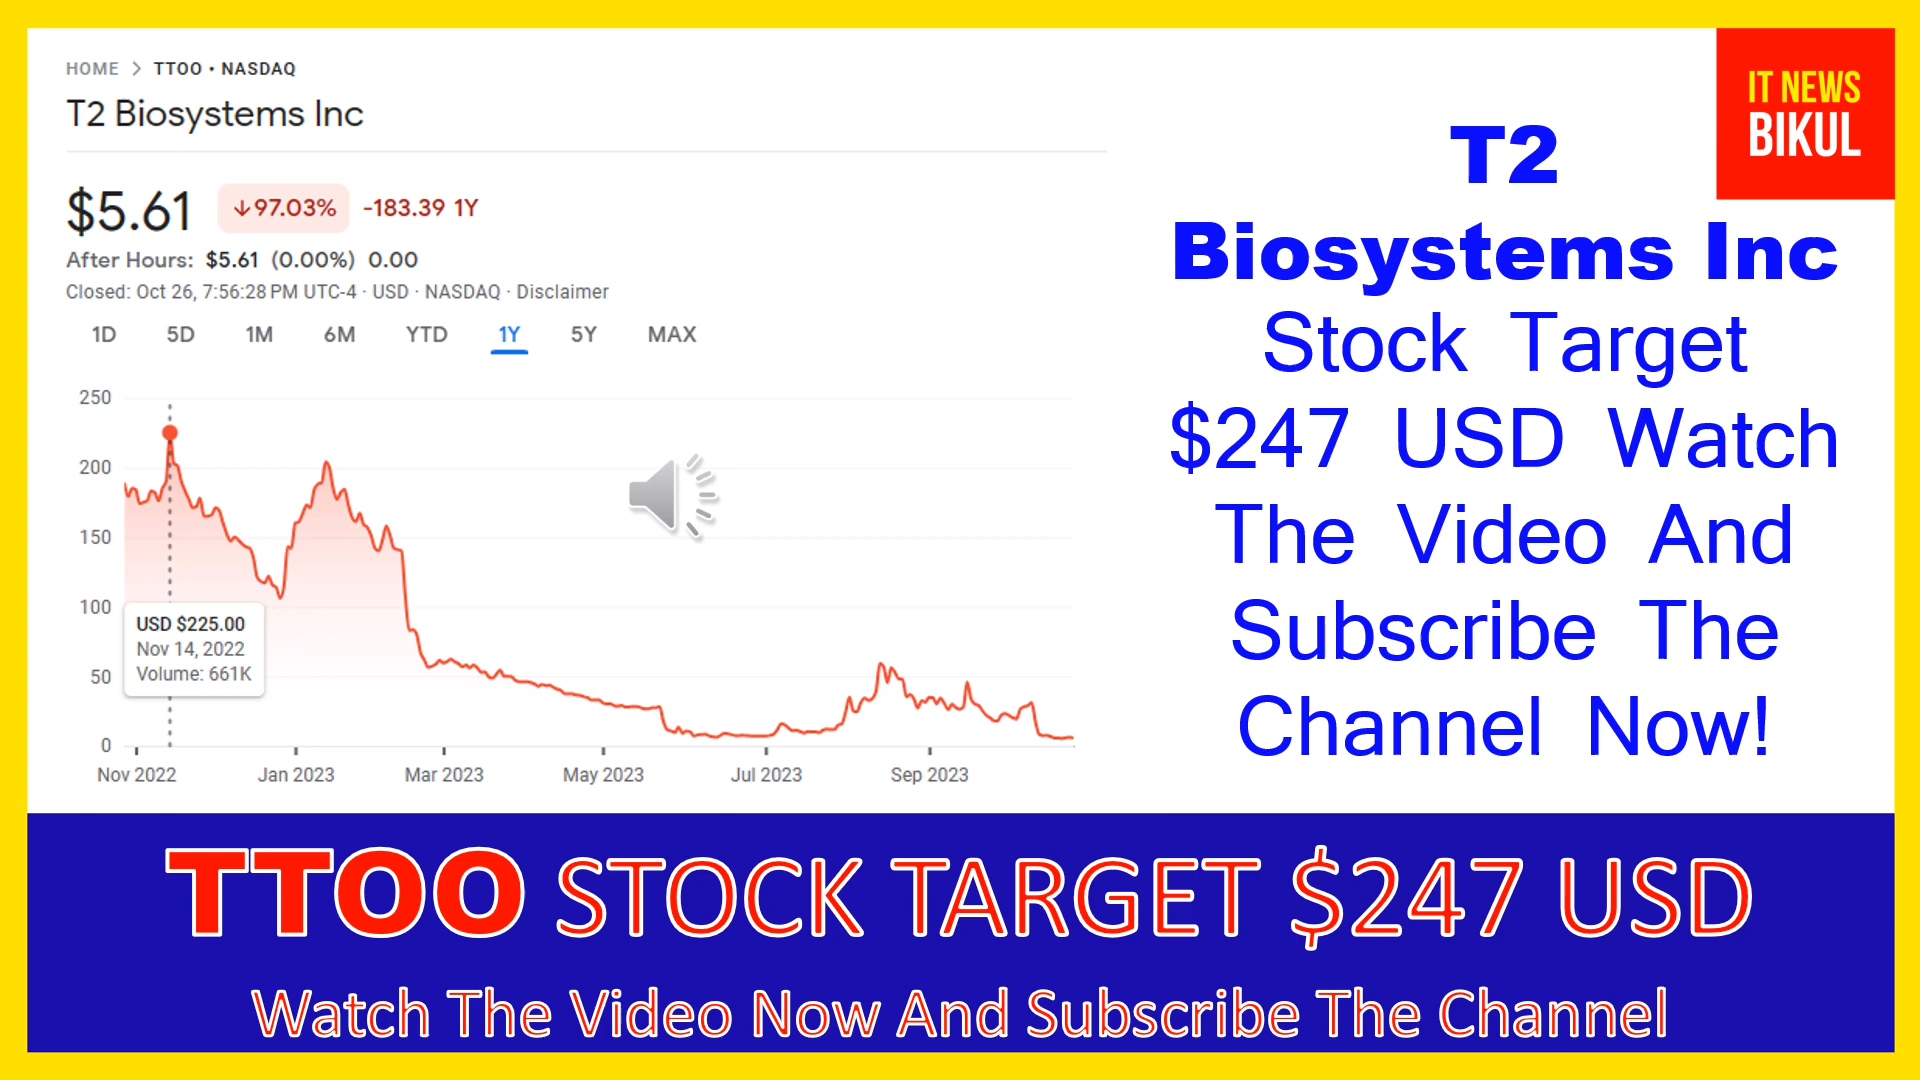 HOME > TTOO • NASDAQ
T2 Biosystems Inc
$5.61 ↓97.03% -183.39 1Y
After Hours: $5.61 (0.00%) 0.00
Closed: Oct 26, 7:56:28 PM UTC-4 · USD · NASDAQ · Disclaimer
1D 5D 1M 6M YTD 1Y 5Y MAX
250
200
150
100
50
0
USD $225.00
Nov 14, 2022
Volume: 661K
Nov 2022 Jan 2023 Mar 2023 May 2023 Jul 2023 Sep 2023
IT NEWS
BIKUL
T2
Biosystems Inc
Stock Target
$247 USD Watch
The Video And
Subscribe The
Channel Now!
TTOO STOCK TARGET $247 USD
Watch The Video Now And Subscribe The Channel